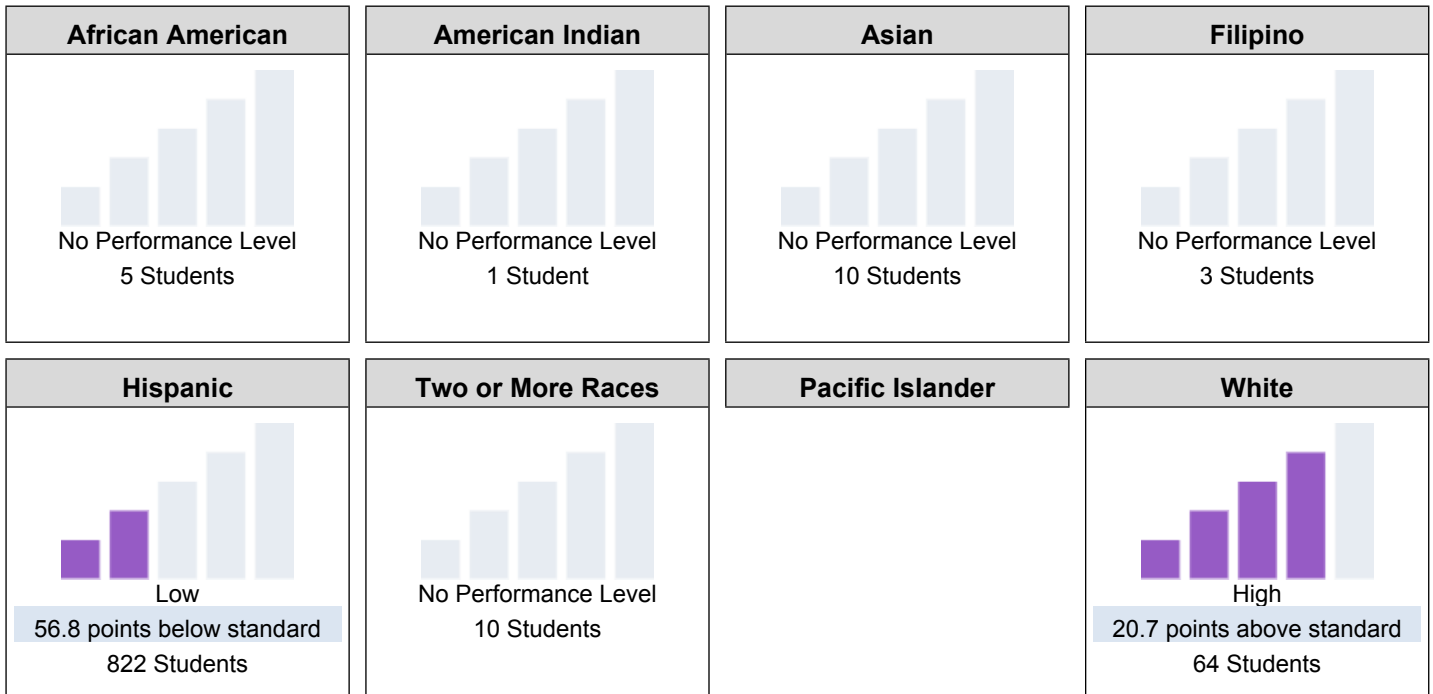 African American
No Performance Level
5 Students
American Indian
No Performance Level
1 Student
Asian
No Performance Level
10 Students
Filipino
No Performance Level
3 Students
Hispanic
Low
56.8 points below standard
822 Students
Two or More Races
No Performance Level
10 Students
Pacific Islander
White
High
20.7 points above standard
64 Students